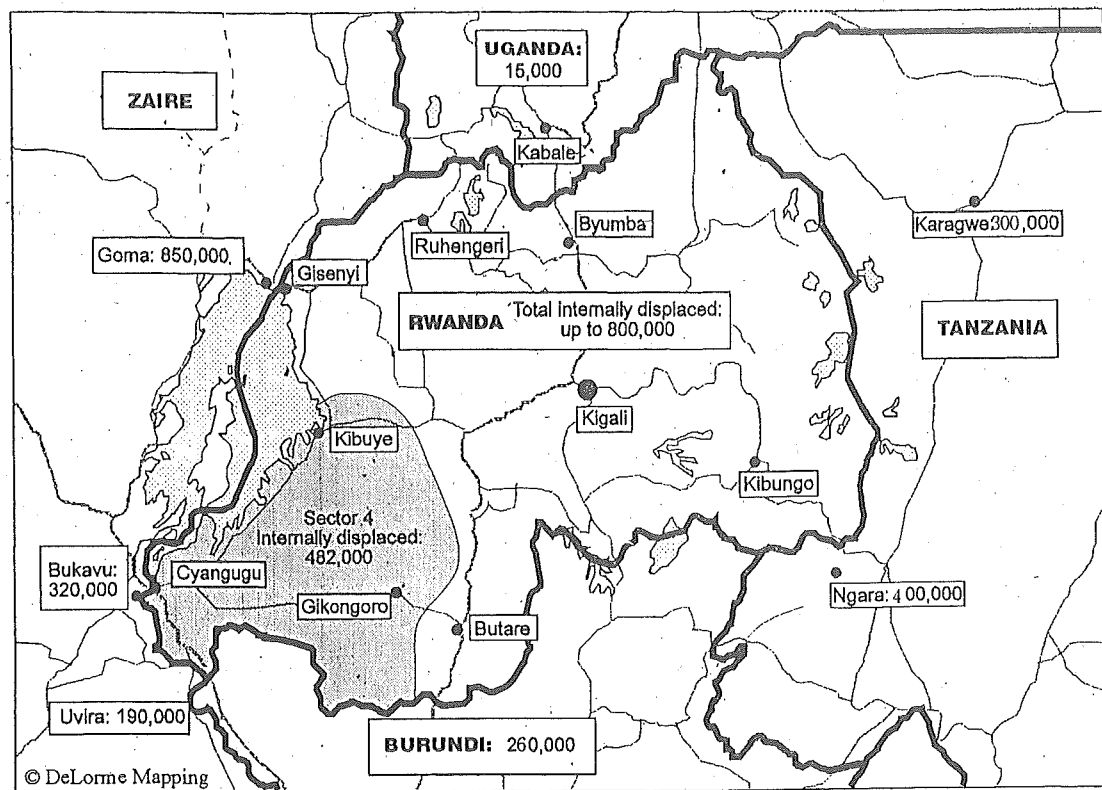 UGANDA:
15,000
ZAIRE
Kabale
Karagwe300,000
Byumba
Ruhengeri
Goma: 850,000
Gisenyi
RWANDA Total internally displaced:
up to 800,000
TANZANIA
Kigali
Kibuye
Kibungo
Sector 4
Internally displaced:
482,000
Bukavu:
320,000
Cyangugu
Gikongoro
Ngara: 400,000
Butare
Uvira: 190,000
BURUNDI: 260,000
© DeLorme Mapping